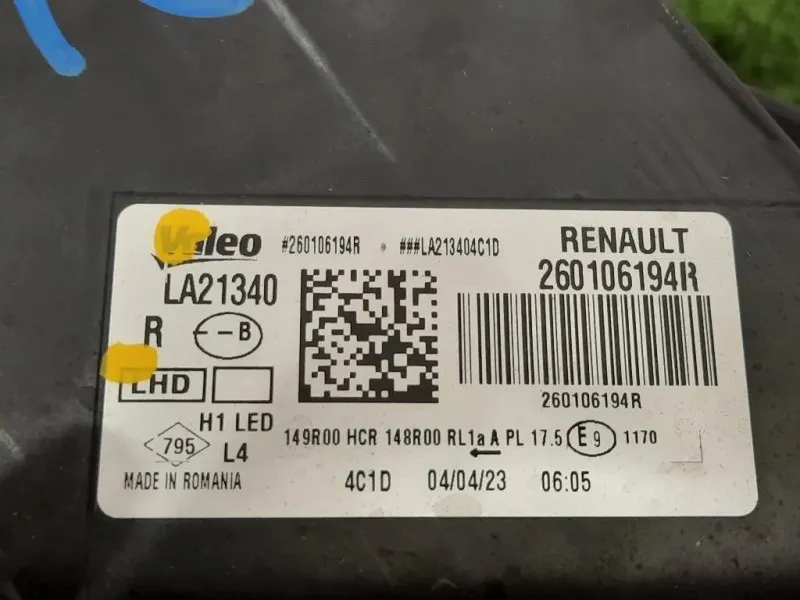 Valeo #260106194R ###LA213404C1D RENAULT
LA21340 260106194R
R B
LHD 260106194R
H1 LED
149R00 HCR 148R00 RL1a A PL 17.5 E9 1170
795 L4
MADE IN ROMANIA 4C1D 04/04/23 06:05